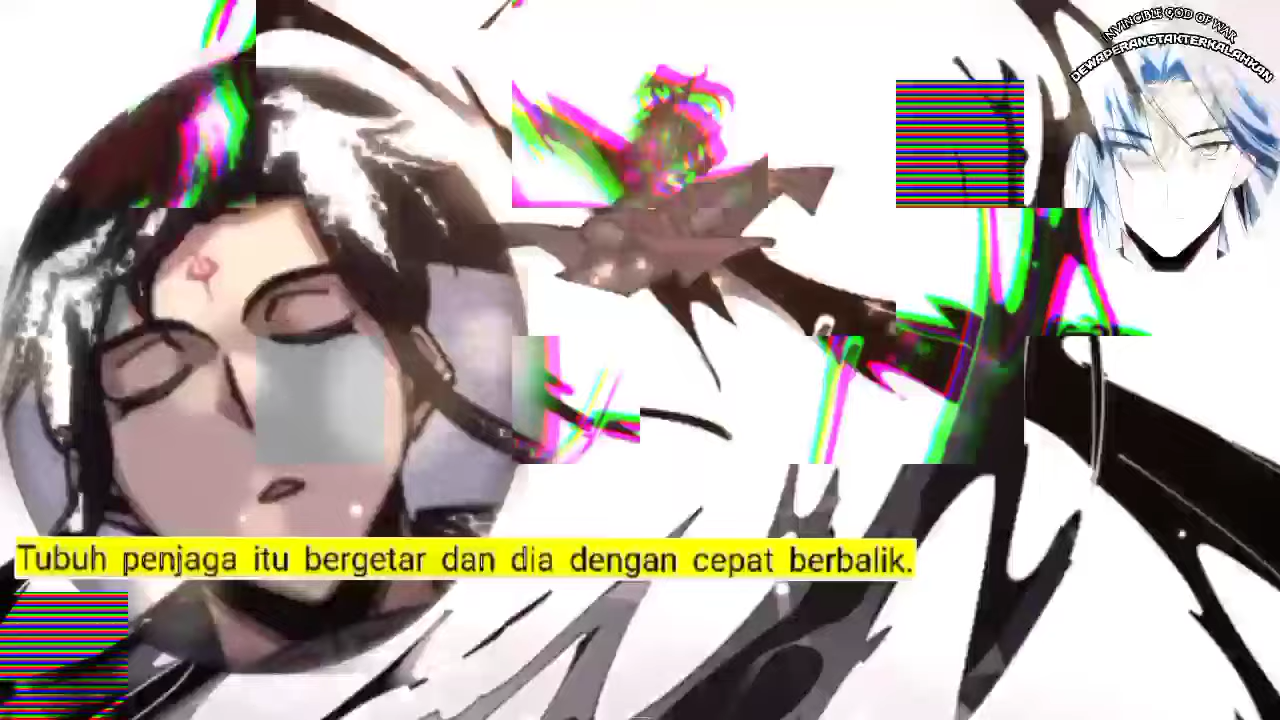 INVINCIBLE GOD OF WAR
DEWAPERANGTAKTERKALAHKAN
Tubuh penjaga itu bergetar dan dia dengan cepat berbalik.